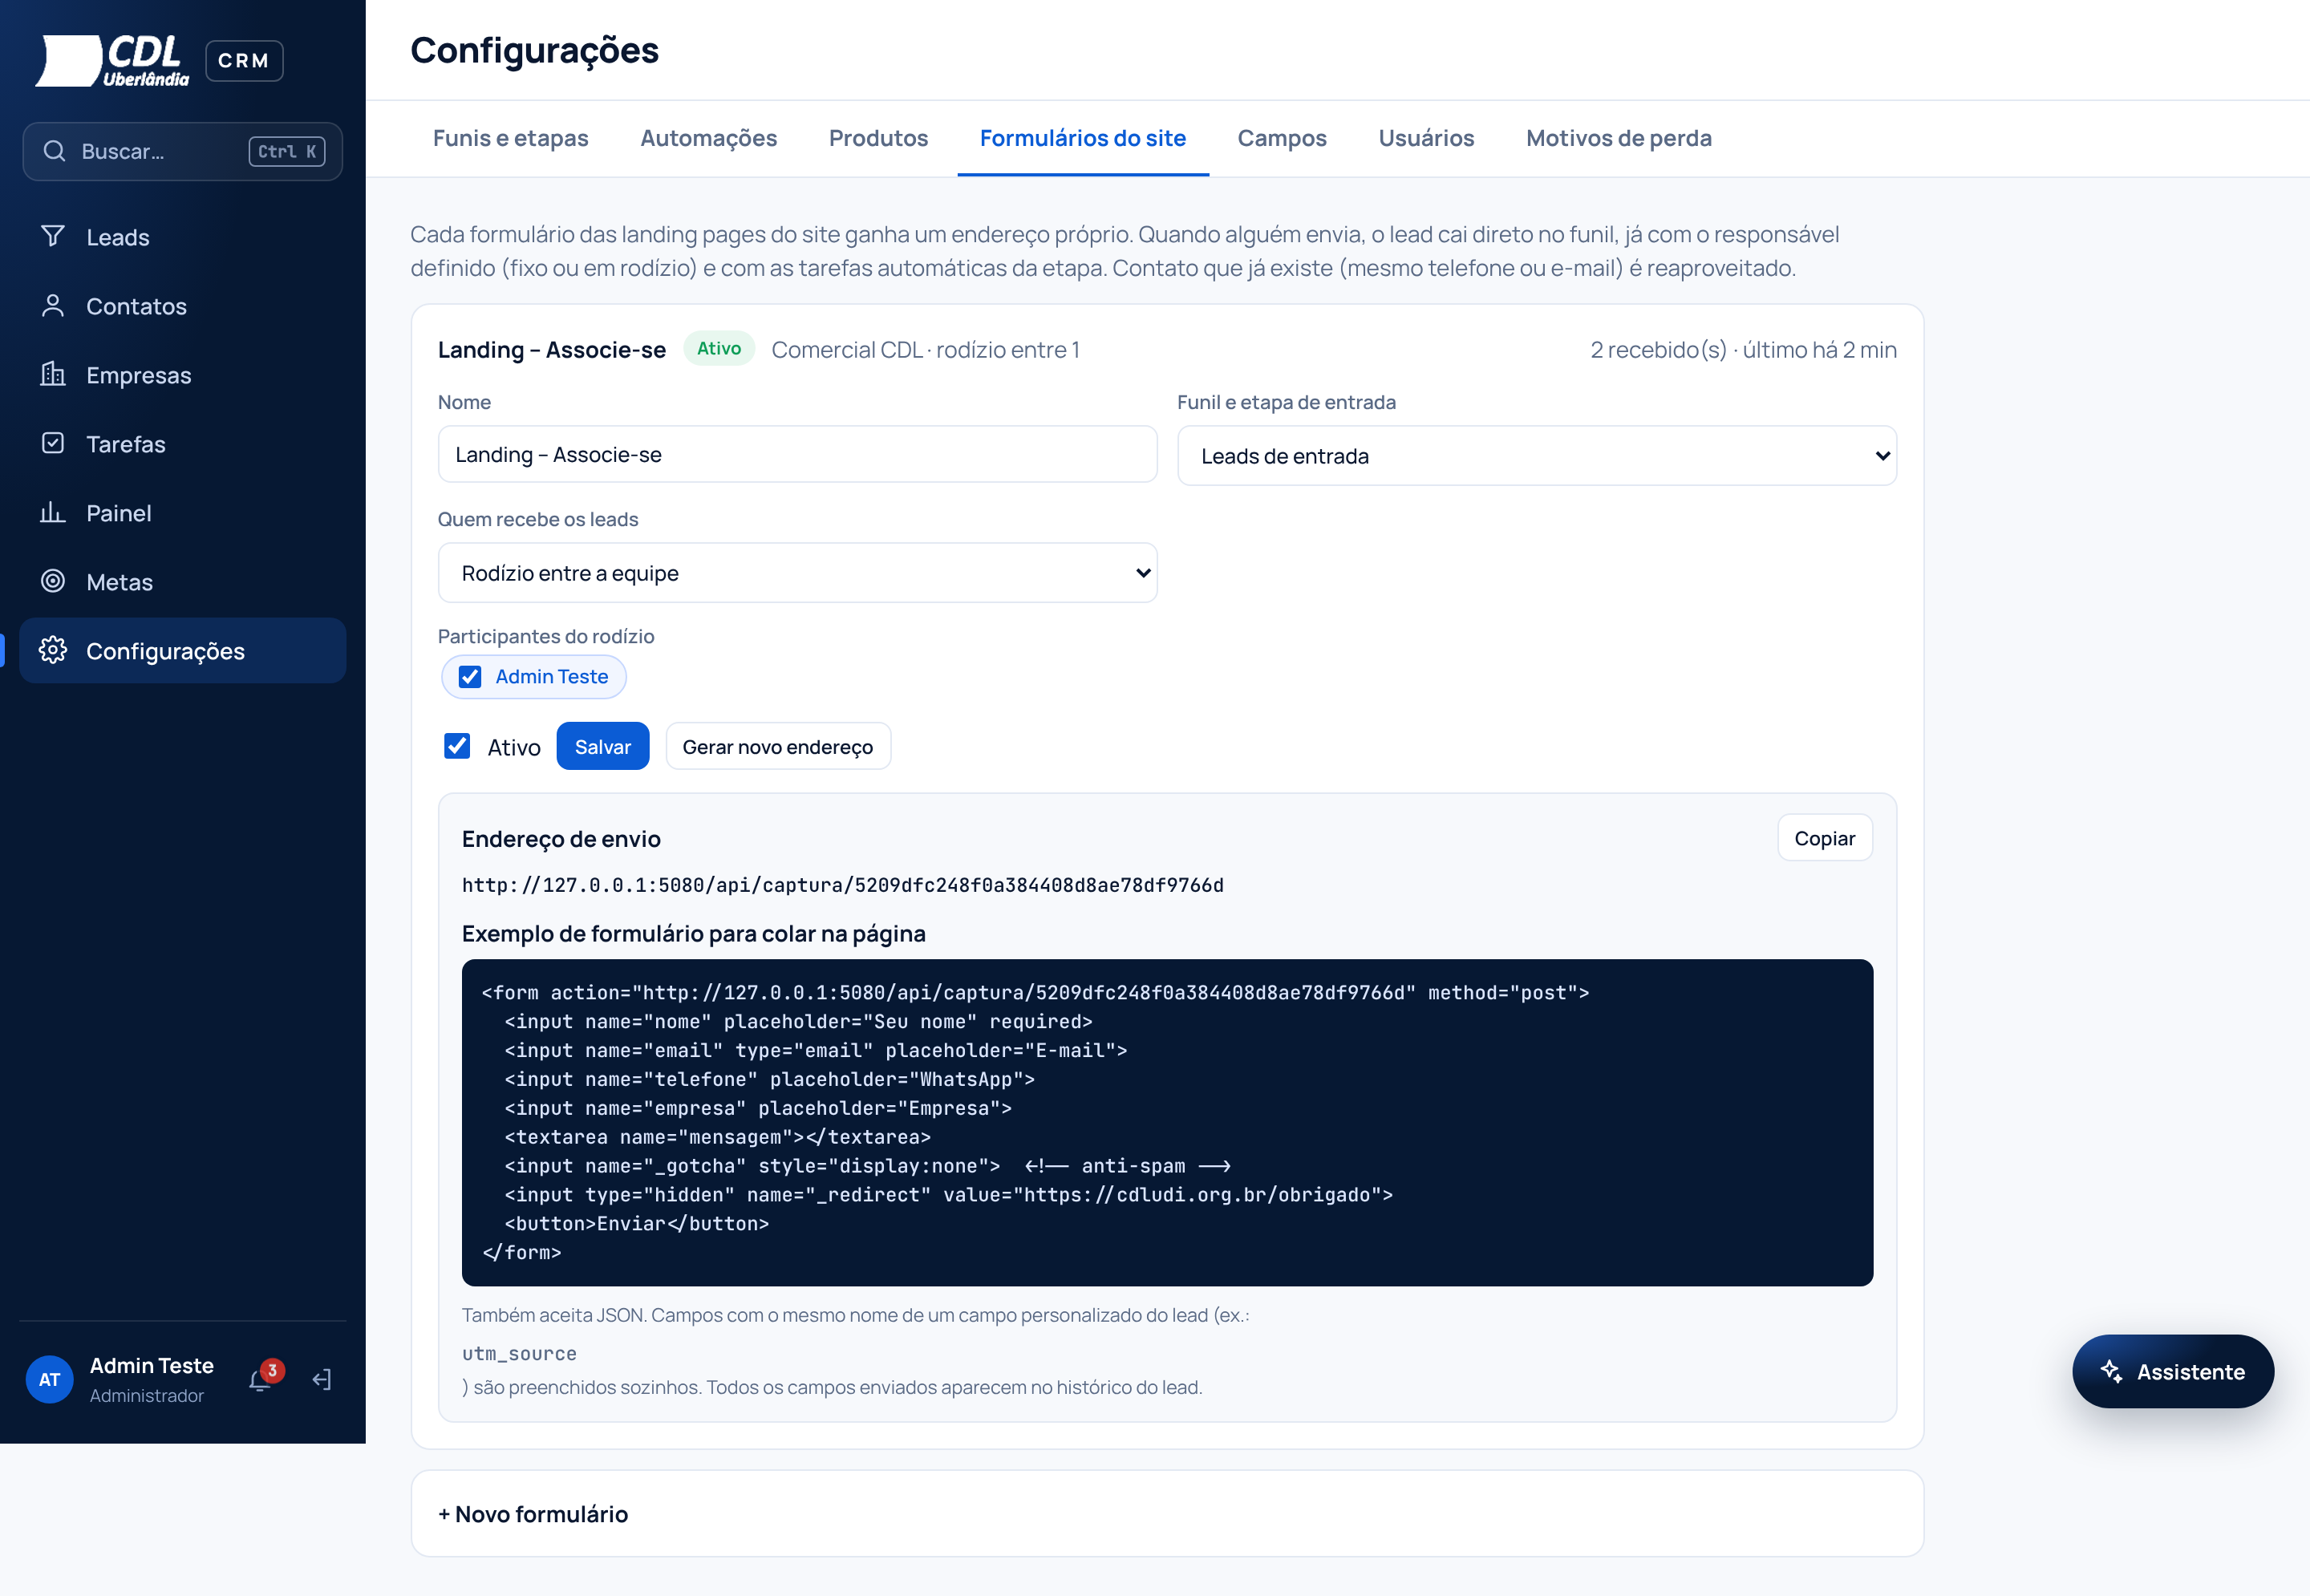 CDL
Uberlândia
CRM
Buscar...
Ctrl K
Leads
Contatos
Empresas
Tarefas
Painel
Metas
Configurações
AT
Admin Teste
Administrador
3
Configurações
Funis e etapas
Automações
Produtos
Formulários do site
Campos
Usuários
Motivos de perda
Cada formulário das landing pages do site ganha um endereço próprio. Quando alguém envia, o lead cai direto no funil, já com o responsável
definido (fixo ou em rodízio) e com as tarefas automáticas da etapa. Contato que já existe (mesmo telefone ou e-mail) é reaproveitado.
Landing – Associe-se
Ativo
Comercial CDL · rodízio entre 1
2 recebido(s) · último há 2 min
Nome
Landing – Associe-se
Funil e etapa de entrada
Leads de entrada
Quem recebe os leads
Rodízio entre a equipe
Participantes do rodízio
Admin Teste
Ativo
Salvar
Gerar novo endereço
Endereço de envio
Copiar
http://127.0.0.1:5080/api/captura/5209dfc248f0a384408d8ae78df9766d
Exemplo de formulário para colar na página
<form action="http://127.0.0.1:5080/api/captura/5209dfc248f0a384408d8ae78df9766d" method="post">
<input name="nome" placeholder="Seu nome" required>
<input name="email" type="email" placeholder="E-mail">
<input name="telefone" placeholder="WhatsApp">
<input name="empresa" placeholder="Empresa">
<textarea name="mensagem"></textarea>
<input name="_gotcha" style="display:none">  <!-- anti-spam -->
<input type="hidden" name="_redirect" value="https://cdludi.org.br/obrigado">
<button>Enviar</button>
</form>
Também aceita JSON. Campos com o mesmo nome de um campo personalizado do lead (ex.:
utm_source
) são preenchidos sozinhos. Todos os campos enviados aparecem no histórico do lead.
Assistente
+ Novo formulário